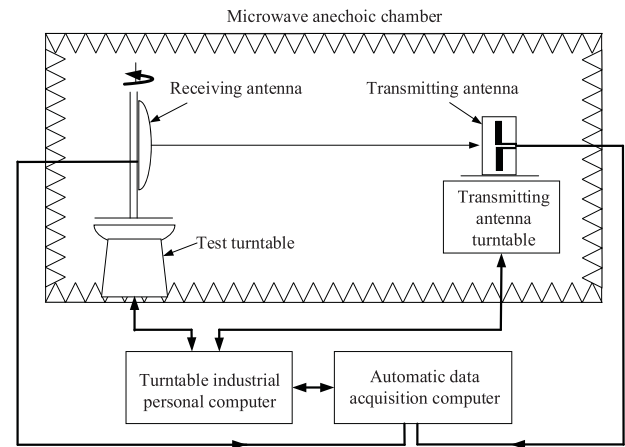 Microwave anechoic chamber
Receiving antenna
Transmitting antenna
Test turntable
Transmitting
antenna
turntable
Turntable industrial
personal computer
Automatic data
acquisition computer